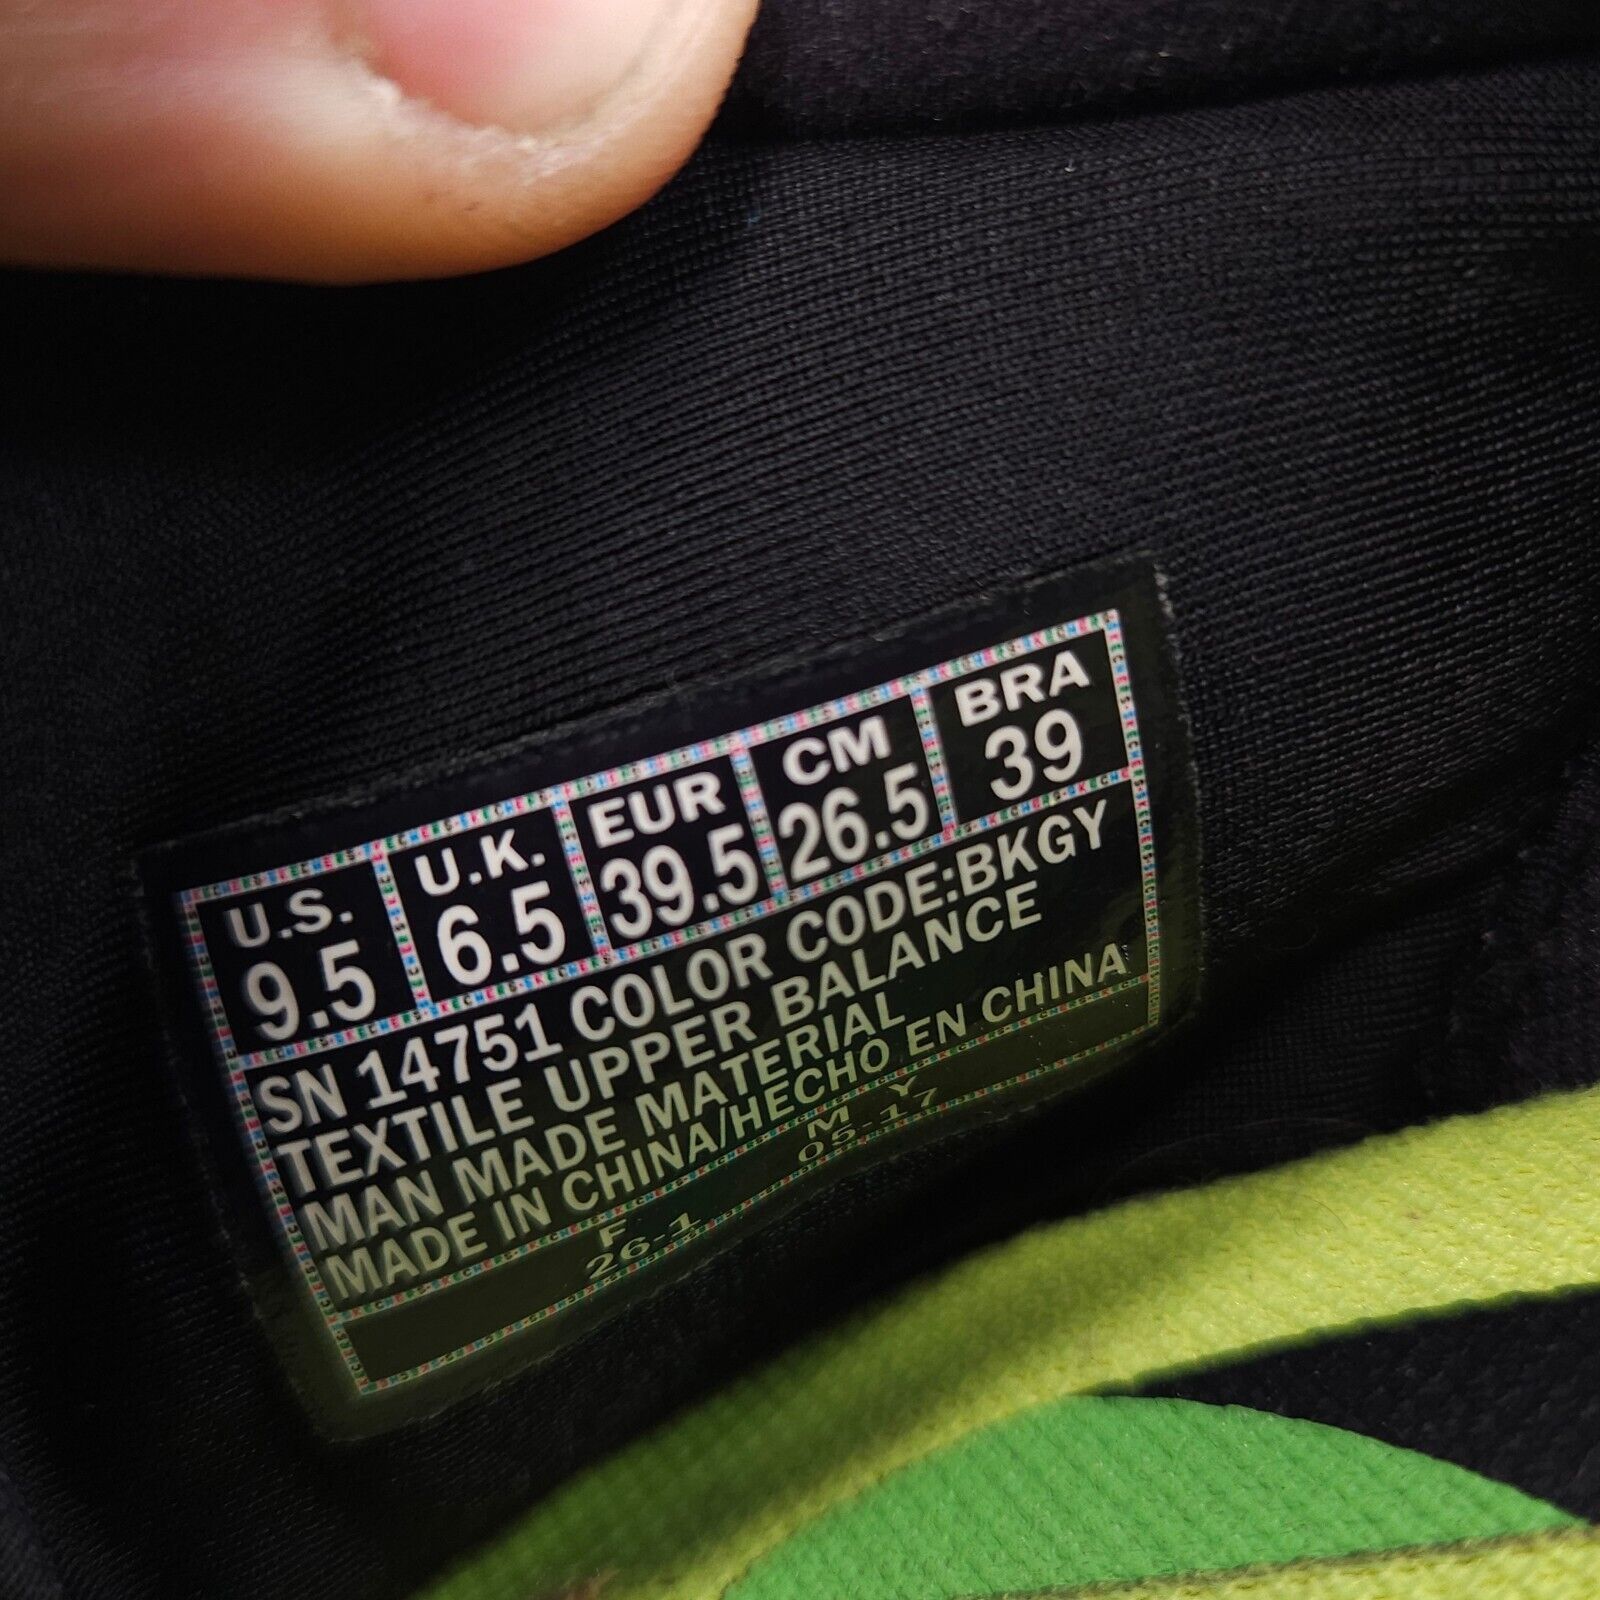 U.S. U.K. EUR CM BRA
9.5 6.5 39.5 26.5 39
SN 14751 COLOR CODE:BKGY
TEXTILE UPPER BALANCE
MAN MADE MATERIAL
MADE IN CHINA/HECHO EN CHINA
F M Y
26-1 05-17